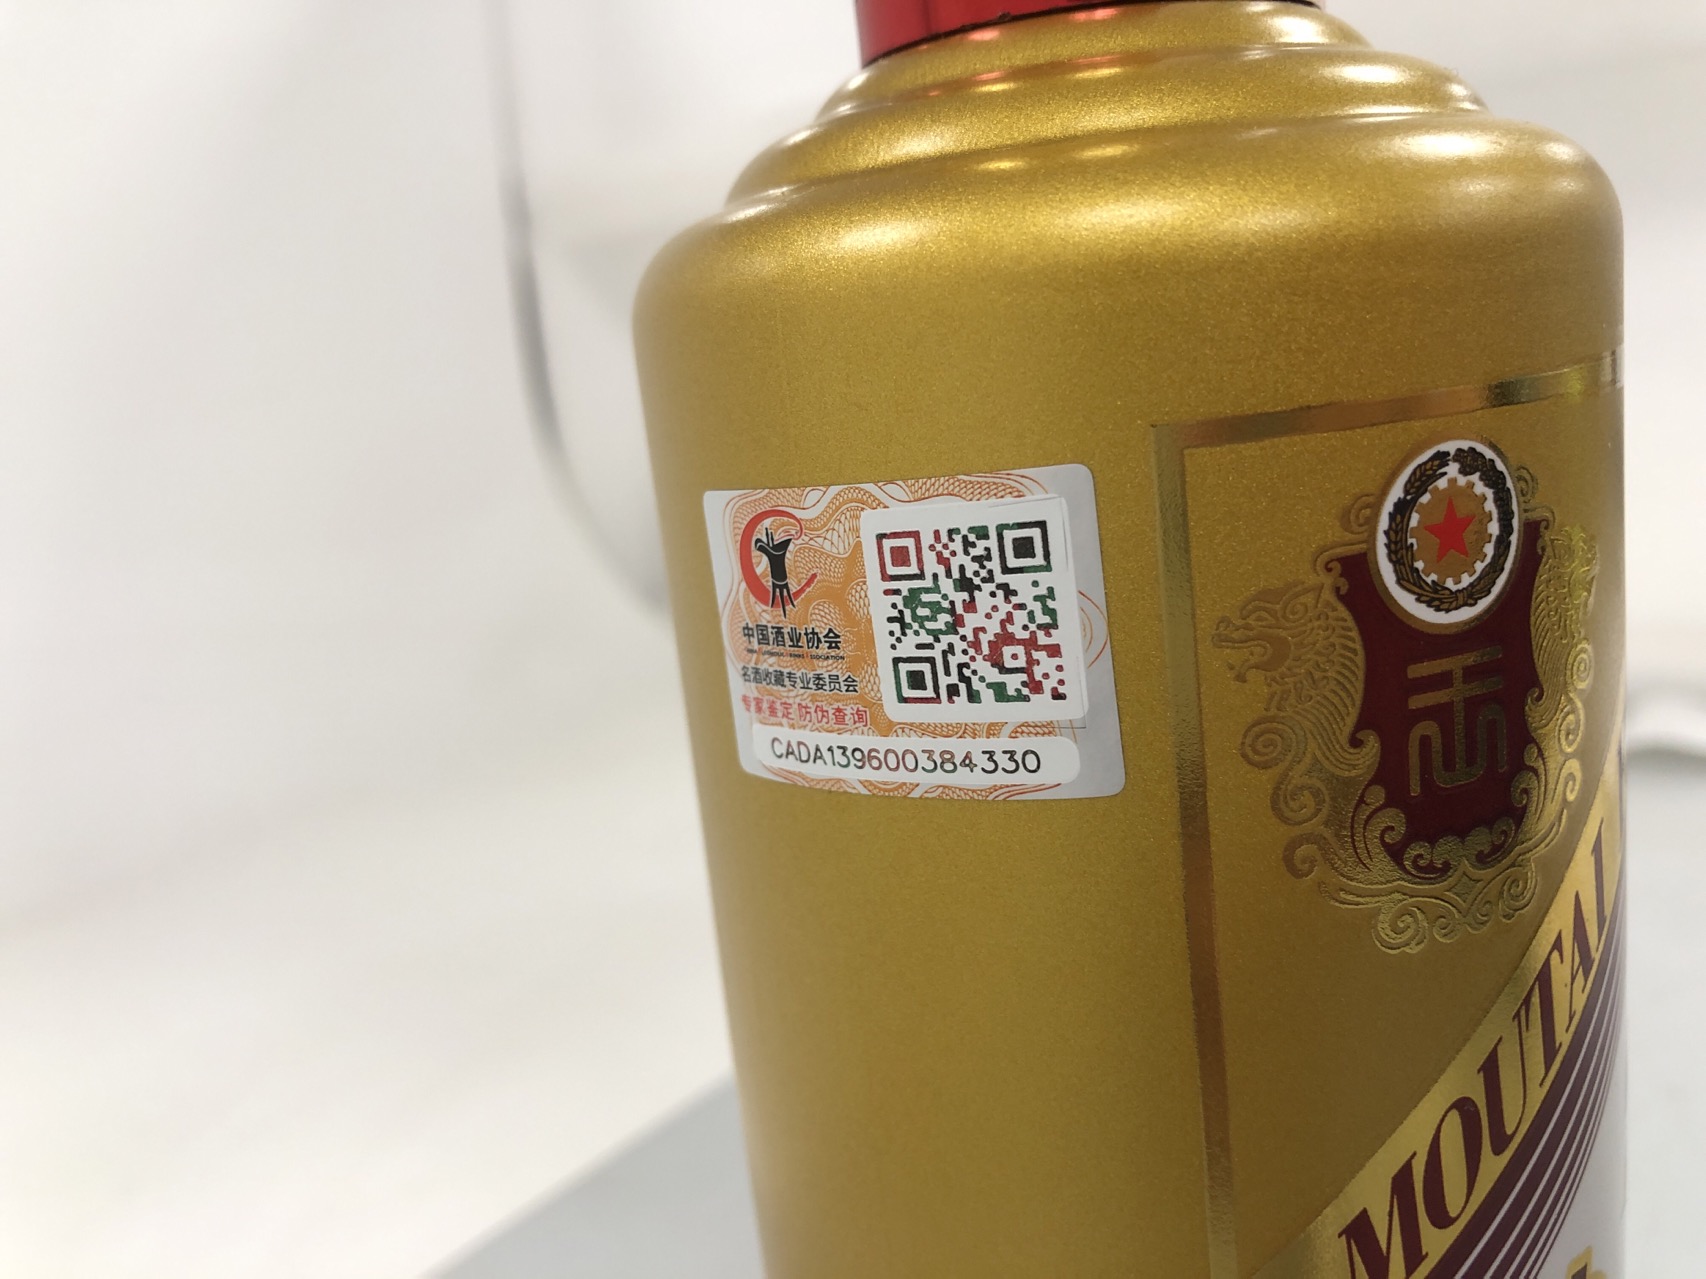 中国酒业协会
名酒收藏专业委员会
专家鉴定 防伪查询
CADA139600384330
MOUTAI